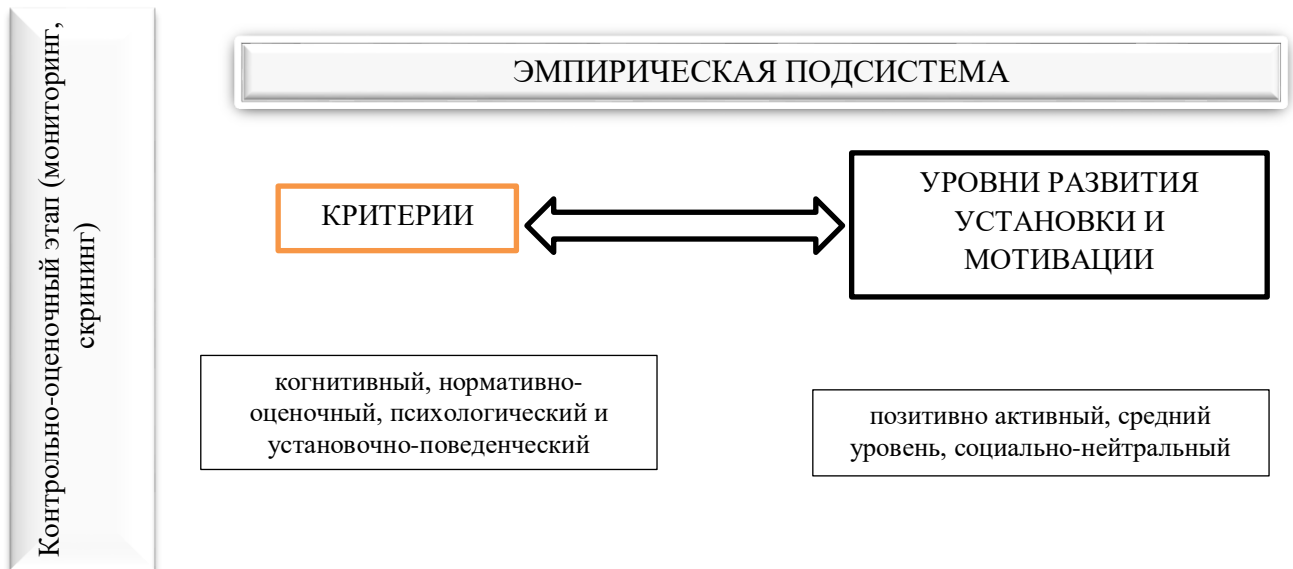 Контрольно-оценочный этап (мониторинг,
скрининг)
ЭМПИРИЧЕСКАЯ ПОДСИСТЕМА
КРИТЕРИИ
УРОВНИ РАЗВИТИЯ
УСТАНОВКИ И
МОТИВАЦИИ
когнитивный, нормативно-
оценочный, психологический и
установочно-поведенческий
позитивно активный, средний
уровень, социально-нейтральный